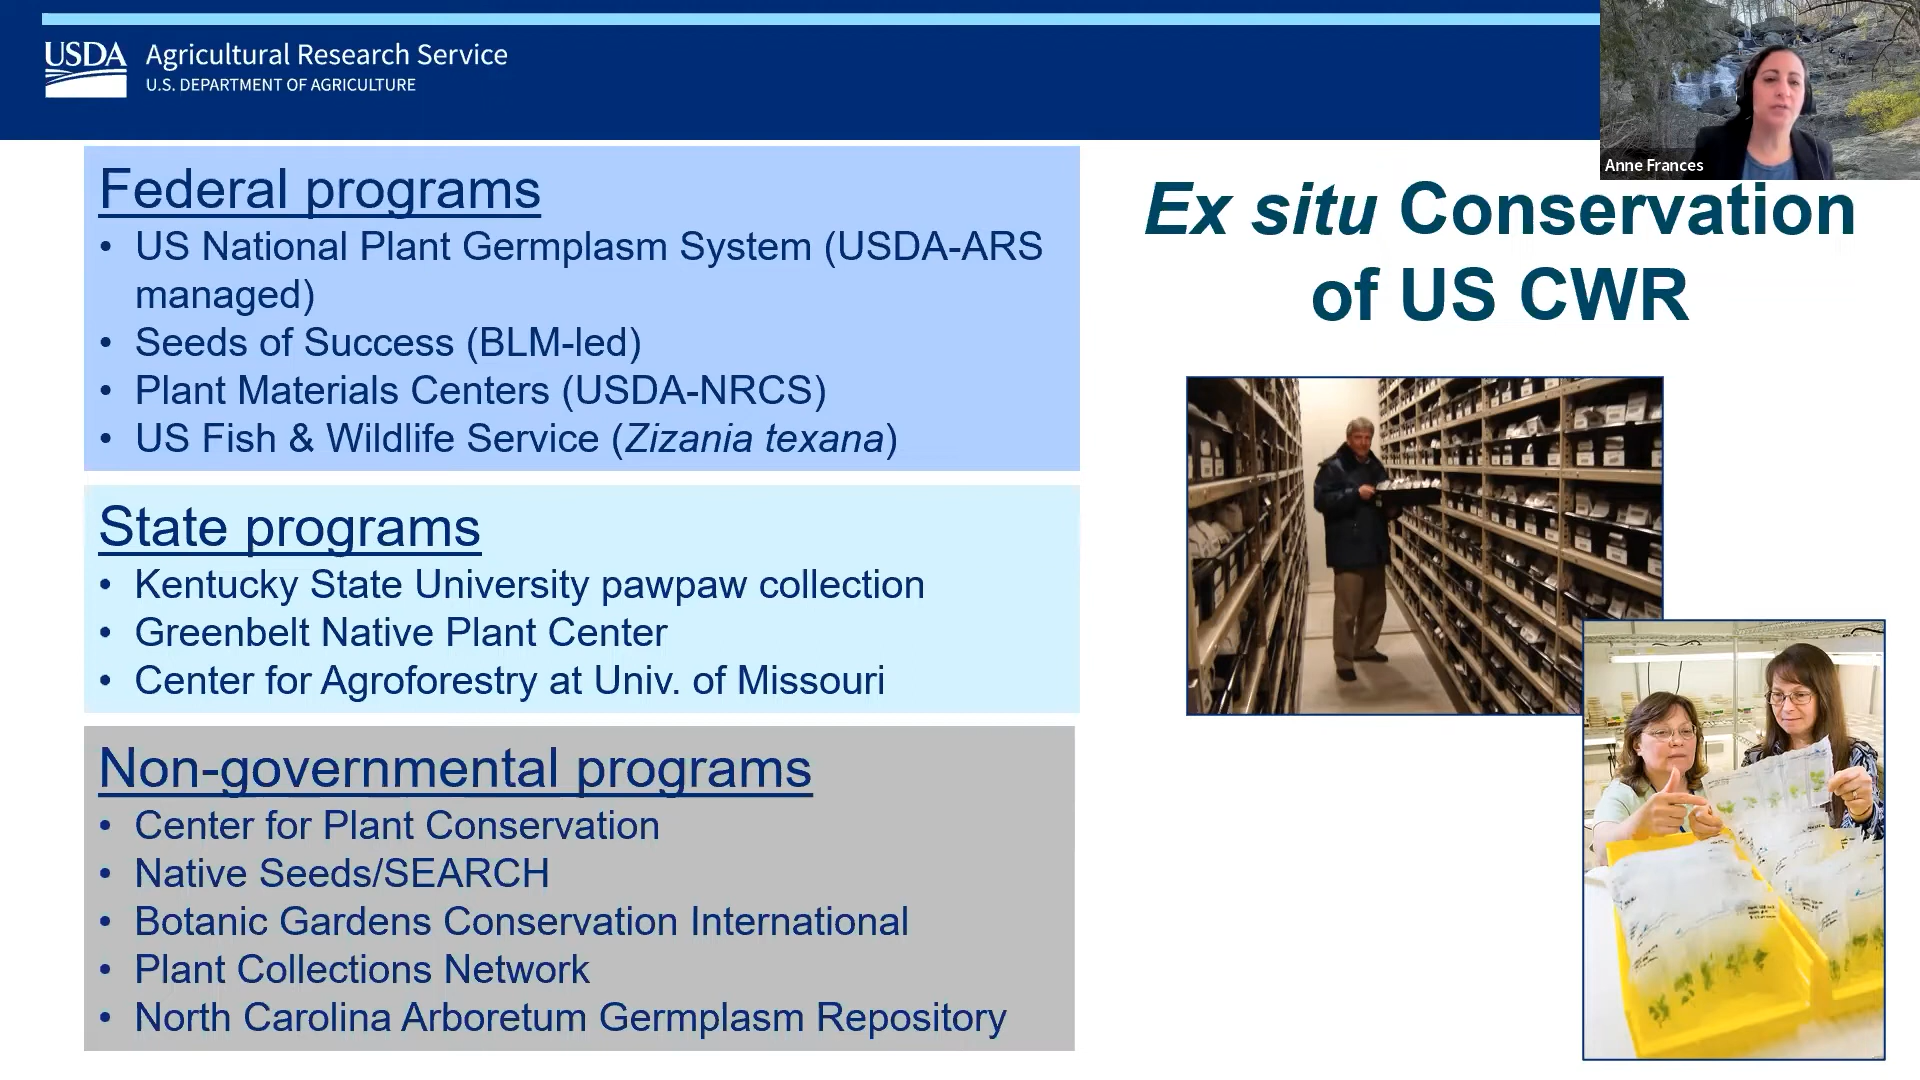 USDA
Agricultural Research Service
U.S. DEPARTMENT OF AGRICULTURE
Anne Frances
Ex situ Conservation
of US CWR
Federal programs
• US National Plant Germplasm System (USDA-ARS
managed)
• Seeds of Success (BLM-led)
• Plant Materials Centers (USDA-NRCS)
• US Fish & Wildlife Service (Zizania texana)
State programs
• Kentucky State University pawpaw collection
• Greenbelt Native Plant Center
• Center for Agroforestry at Univ. of Missouri
Non-governmental programs
• Center for Plant Conservation
• Native Seeds/SEARCH
• Botanic Gardens Conservation International
• Plant Collections Network
• North Carolina Arboretum Germplasm Repository